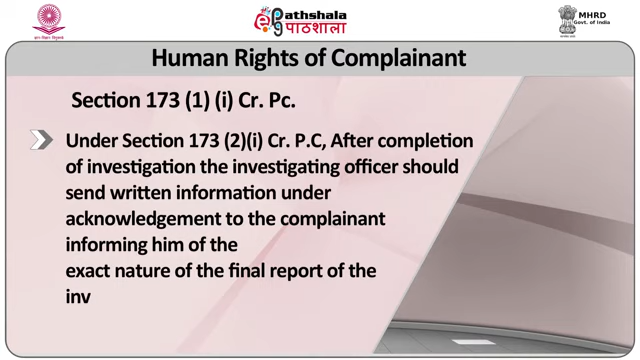 ePathshala
पाठशाला
MHRD
Govt. of India
Human Rights of Complainant
Section 173 (1) (i) Cr. Pc.
Under Section 173 (2)(i) Cr. P.C, After completion
of investigation the investigating officer should
send written information under
acknowledgement to the complainant
informing him of the
exact nature of the final report of the
inv